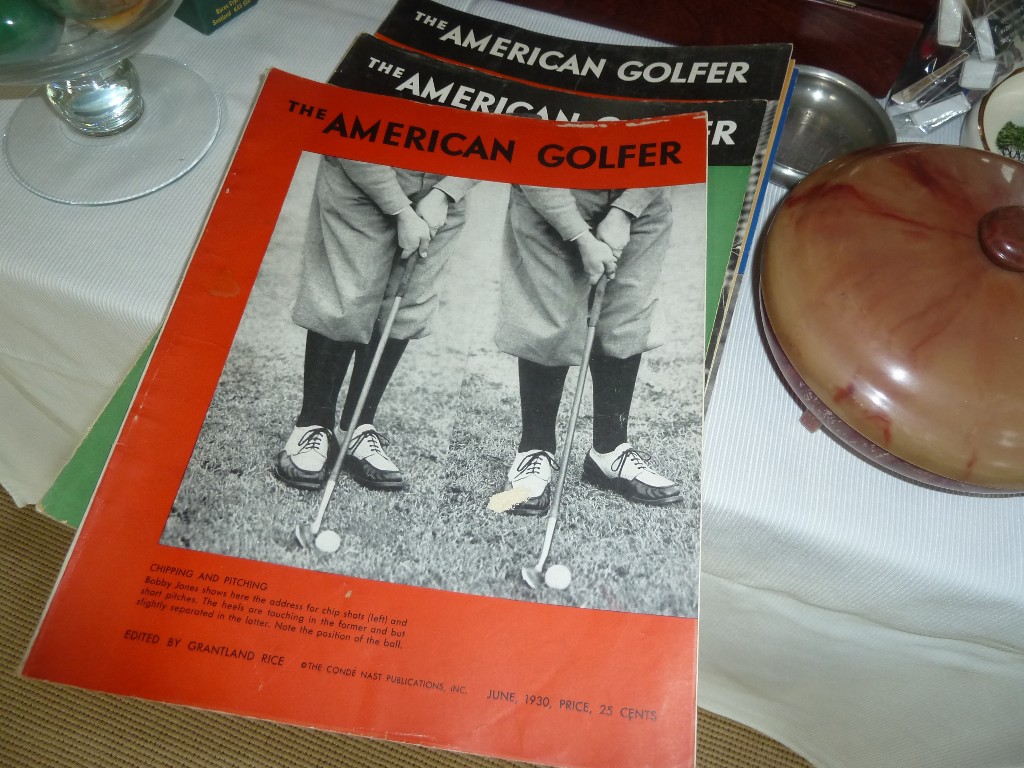 THE AMERICAN GOLFER
THE AMERICAN GOLFER
THE AMERICAN GOLFER
CHIPPING AND PITCHING
Bobby Jones shows here the address for chip shots (left) and
short pitches. The heels are touching in the former and but
slightly separated in the latter. Note the position of the ball.
EDITED BY GRANTLAND RICE ©THE CONDÉ NAST PUBLICATIONS, INC. JUNE, 1930, PRICE, 25 CENTS